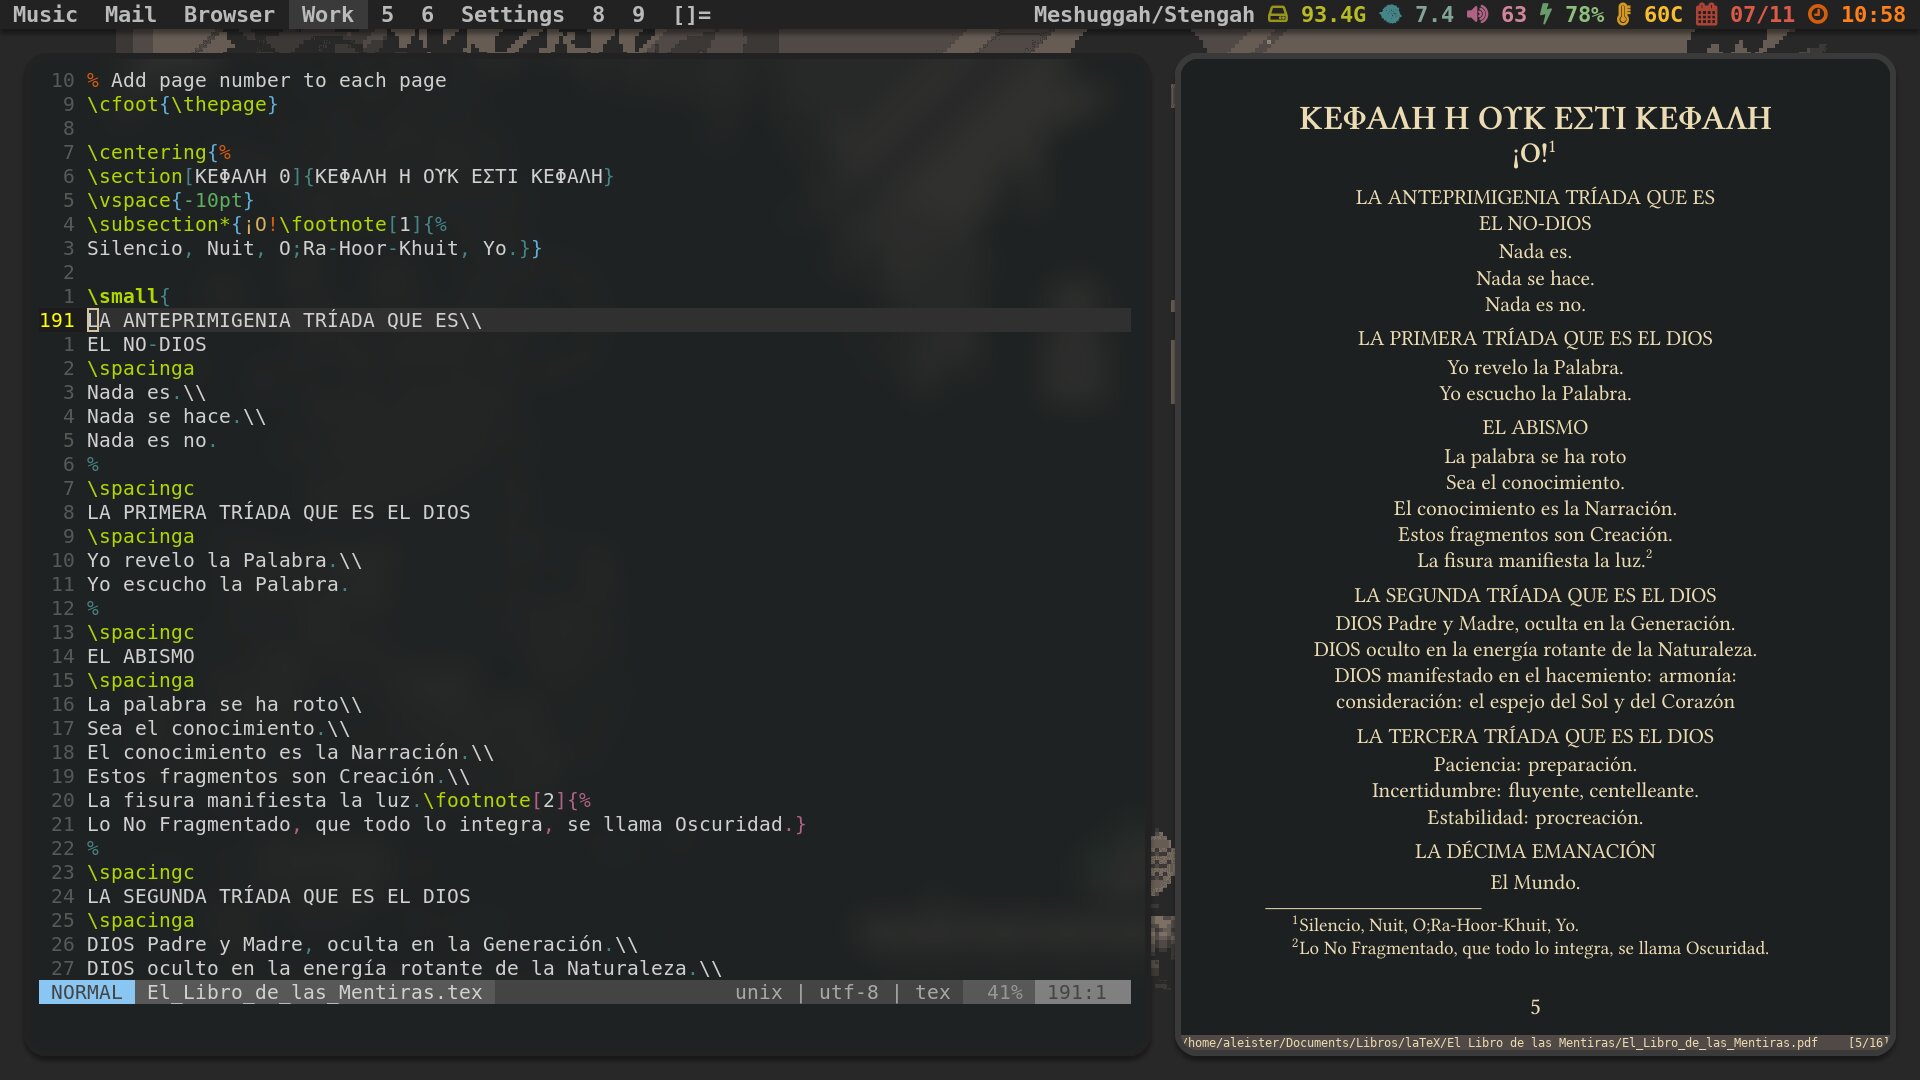 Music Mail Browser Work 5 6 Settings 8 9 []=
Meshuggah/Stengah 93.4G 7.4 63 78% 60C 07/11 10:58
10 % Add page number to each page
9 \cfoot{\thepage}
8
7 \centering{%
6 \section[ΚΕΦΑΛΗ 0]{ΚΕΦΑΛΗ Η ΟϒΚ ΕΣΤΙ ΚΕΦΑΛΗ}
5 \vspace{-10pt}
4 \subsection*{¡O!\footnote[1]{%
3 Silencio, Nuit, O;Ra-Hoor-Khuit, Yo.}}
2
1 \small{
191 LA ANTEPRIMIGENIA TRÍADA QUE ES\\
1 EL NO-DIOS
2 \spacinga
3 Nada es.\\
4 Nada se hace.\\
5 Nada es no.
6 %
7 \spacingc
8 LA PRIMERA TRÍADA QUE ES EL DIOS
9 \spacinga
10 Yo revelo la Palabra.\\
11 Yo escucho la Palabra.
12 %
13 \spacingc
14 EL ABISMO
15 \spacinga
16 La palabra se ha roto\\
17 Sea el conocimiento.\\
18 El conocimiento es la Narración.\\
19 Estos fragmentos son Creación.\\
20 La fisura manifiesta la luz.\footnote[2]{%
21 Lo No Fragmentado, que todo lo integra, se llama Oscuridad.}
22 %
23 \spacingc
24 LA SEGUNDA TRÍADA QUE ES EL DIOS
25 \spacinga
26 DIOS Padre y Madre, oculta en la Generación.\\
27 DIOS oculto en la energía rotante de la Naturaleza.\\
NORMAL El_Libro_de_las_Mentiras.tex unix | utf-8 | tex 41% 191:1
ΚΕΦΑΛΗ Η ΟϒΚ ΕΣΤΙ ΚΕΦΑΛΗ
¡O!1
LA ANTEPRIMIGENIA TRÍADA QUE ES
EL NO-DIOS
Nada es.
Nada se hace.
Nada es no.
LA PRIMERA TRÍADA QUE ES EL DIOS
Yo revelo la Palabra.
Yo escucho la Palabra.
EL ABISMO
La palabra se ha roto
Sea el conocimiento.
El conocimiento es la Narración.
Estos fragmentos son Creación.
La fisura manifiesta la luz.2
LA SEGUNDA TRÍADA QUE ES EL DIOS
DIOS Padre y Madre, oculta en la Generación.
DIOS oculto en la energía rotante de la Naturaleza.
DIOS manifestado en el hacemiento: armonía:
consideración: el espejo del Sol y del Corazón
LA TERCERA TRÍADA QUE ES EL DIOS
Paciencia: preparación.
Incertidumbre: fluyente, centelleante.
Estabilidad: procreación.
LA DÉCIMA EMANACIÓN
El Mundo.
1Silencio, Nuit, O;Ra-Hoor-Khuit, Yo.
2Lo No Fragmentado, que todo lo integra, se llama Oscuridad.
5
/home/aleister/Documents/Libros/laTeX/El Libro de las Mentiras/El_Libro_de_las_Mentiras.pdf [5/16]